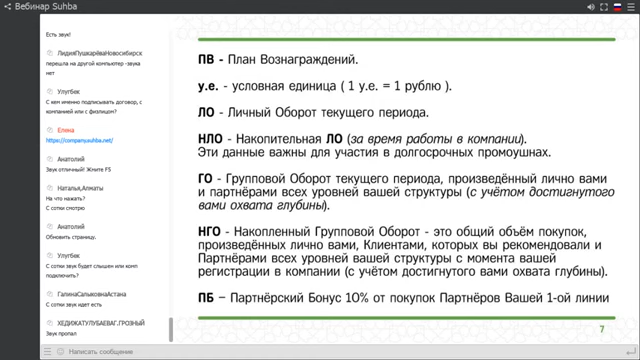 Вебинар Suhba
Есть звук!
ЛидияПушкарёваНовосибирск
перешла на другой компьютер -звука
нет
Улугбек
С кем именно подписывать договор, с
компанией или с физлицом?
Елена
https://company.suhba.net/
Анатолий
Звук отличный! Жмите F5
Наталья,Алматы
На что нажать?
С сотки смотрю
Анатолий
Обновить страницу.
Улугбек
С сотки звук будет слышен или комп
подключить?
ГалинаСалыковнаАстана
С сотки звук идет есть
ХЕДИЖАТУЛУБАЕВАГ.ГРОЗНЫЙ
Звук пропал
Написать сообщение
ПВ - План Вознаграждений.
у.е. - условная единица ( 1 у.е. = 1 рублю ).
ЛО - Личный Оборот текущего периода.
НЛО - Накопительная ЛО (за время работы в компании).
Эти данные важны для участия в долгосрочных промоушнах.
ГО - Групповой Оборот текущего периода, произведённый лично вами
и партнёрами всех уровней вашей структуры (с учётом достигнутого
вами охвата глубины).
НГО - Накопленный Групповой Оборот - это общий объём покупок,
произведённых лично вами, Клиентами, которых вы рекомендовали и
Партнёрами всех уровней вашей структуры с момента вашей
регистрации в компании (с учётом достигнутого вами охвата глубины).
ПБ – Партнёрский Бонус 10% от покупок Партнёров Вашей 1-ой линии
7